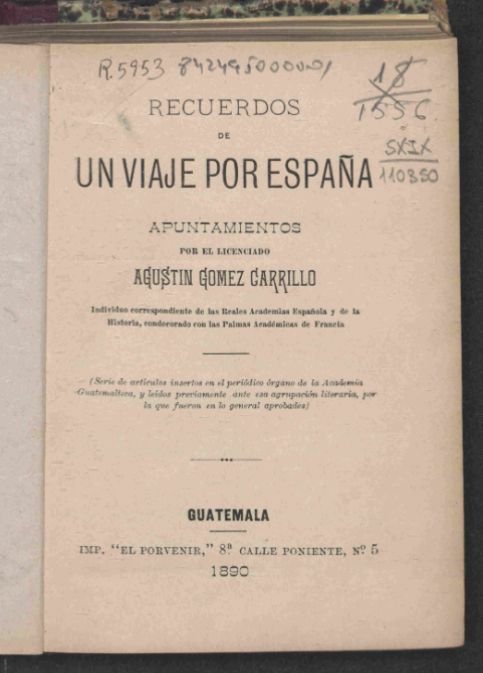 R.5953 842495000001
18
1556
SXIX
110350
RECUERDOS
DE
UN VIAJE POR ESPAÑA
APUNTAMIENTOS
POR EL LICENCIADO
AGUSTIN GOMEZ CARRILLO
Individuo correspondiente de las Reales Academias Española y de la
Historia, condecorado con las Palmas Académicas de Francia
(Serie de artículos insertos en el periódico órgano de la Academia
Guatemalteca, y leídos previamente ante esa agrupación literaria, por
la que fueron en lo general aprobados)
GUATEMALA
IMP. "EL PORVENIR," 8ª CALLE PONIENTE, Nº 5
1890